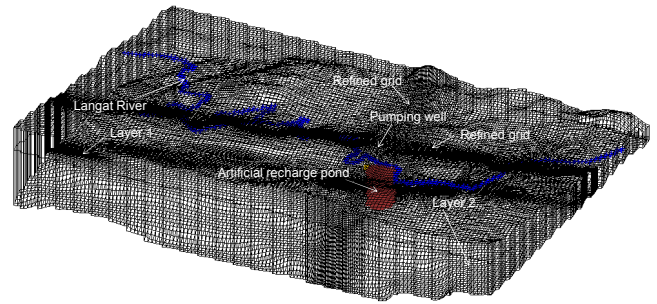 Refined grid
Langat River
Pumping well
Layer 1
Refined grid
Artificial recharge pond
Layer 2